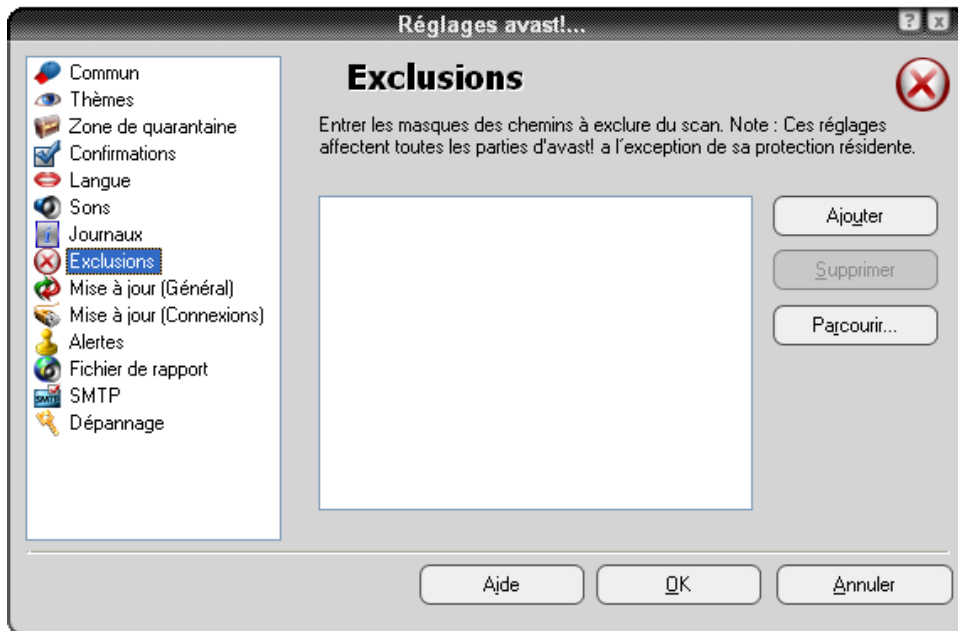 Réglages avast!...
Commun
Thèmes
Zone de quarantaine
Confirmations
Langue
Sons
Journaux
Exclusions
Mise à jour (Général)
Mise à jour (Connexions)
Alertes
Fichier de rapport
SMTP
Dépannage
Exclusions
Entrer les masques des chemins à exclure du scan. Note : Ces réglages
affectent toutes les parties d'avast! a l´exception de sa protection résidente.
Ajouter
Supprimer
Parcourir...
Aide
OK
Annuler